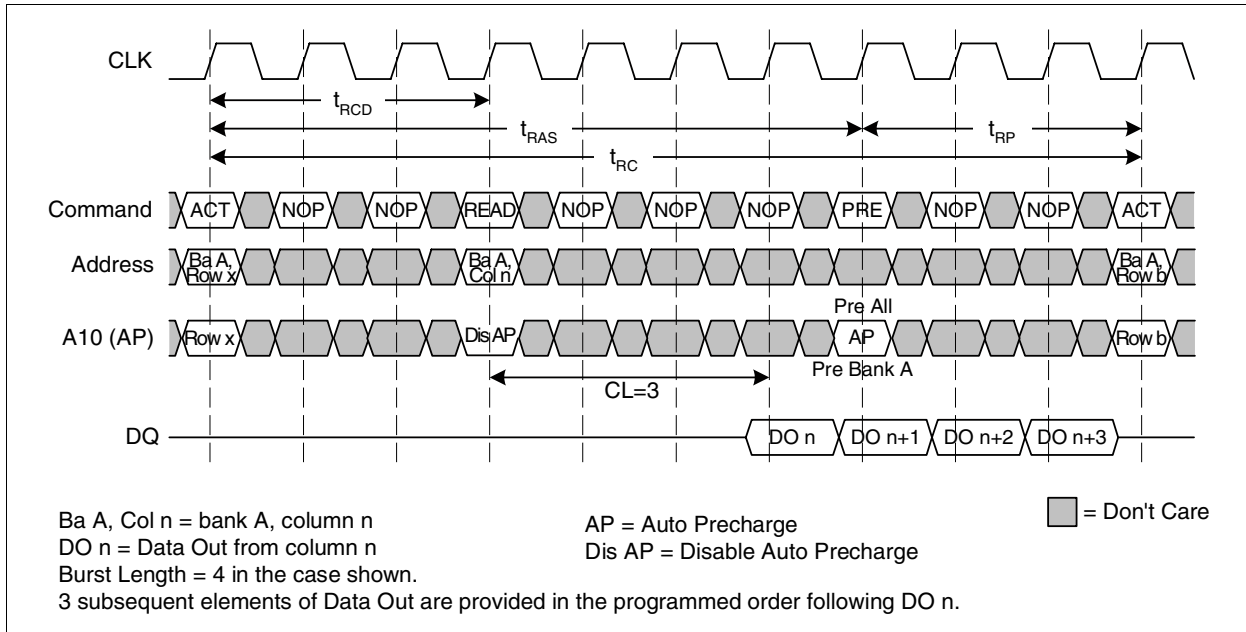 CLK
tRCD
tRAS
tRP
tRC
Command ACT NOP NOP READ NOP NOP NOP PRE NOP NOP ACT
Address Ba A, Row x Ba A, Col n Ba A, Row b
Pre All
A10 (AP) Row x Dis AP AP Row b
Pre Bank A
CL=3
DQ DO n DO n+1 DO n+2 DO n+3
Ba A, Col n = bank A, column n
DO n = Data Out from column n
Burst Length = 4 in the case shown.
3 subsequent elements of Data Out are provided in the programmed order following DO n.
AP = Auto Precharge
Dis AP = Disable Auto Precharge
= Don't Care